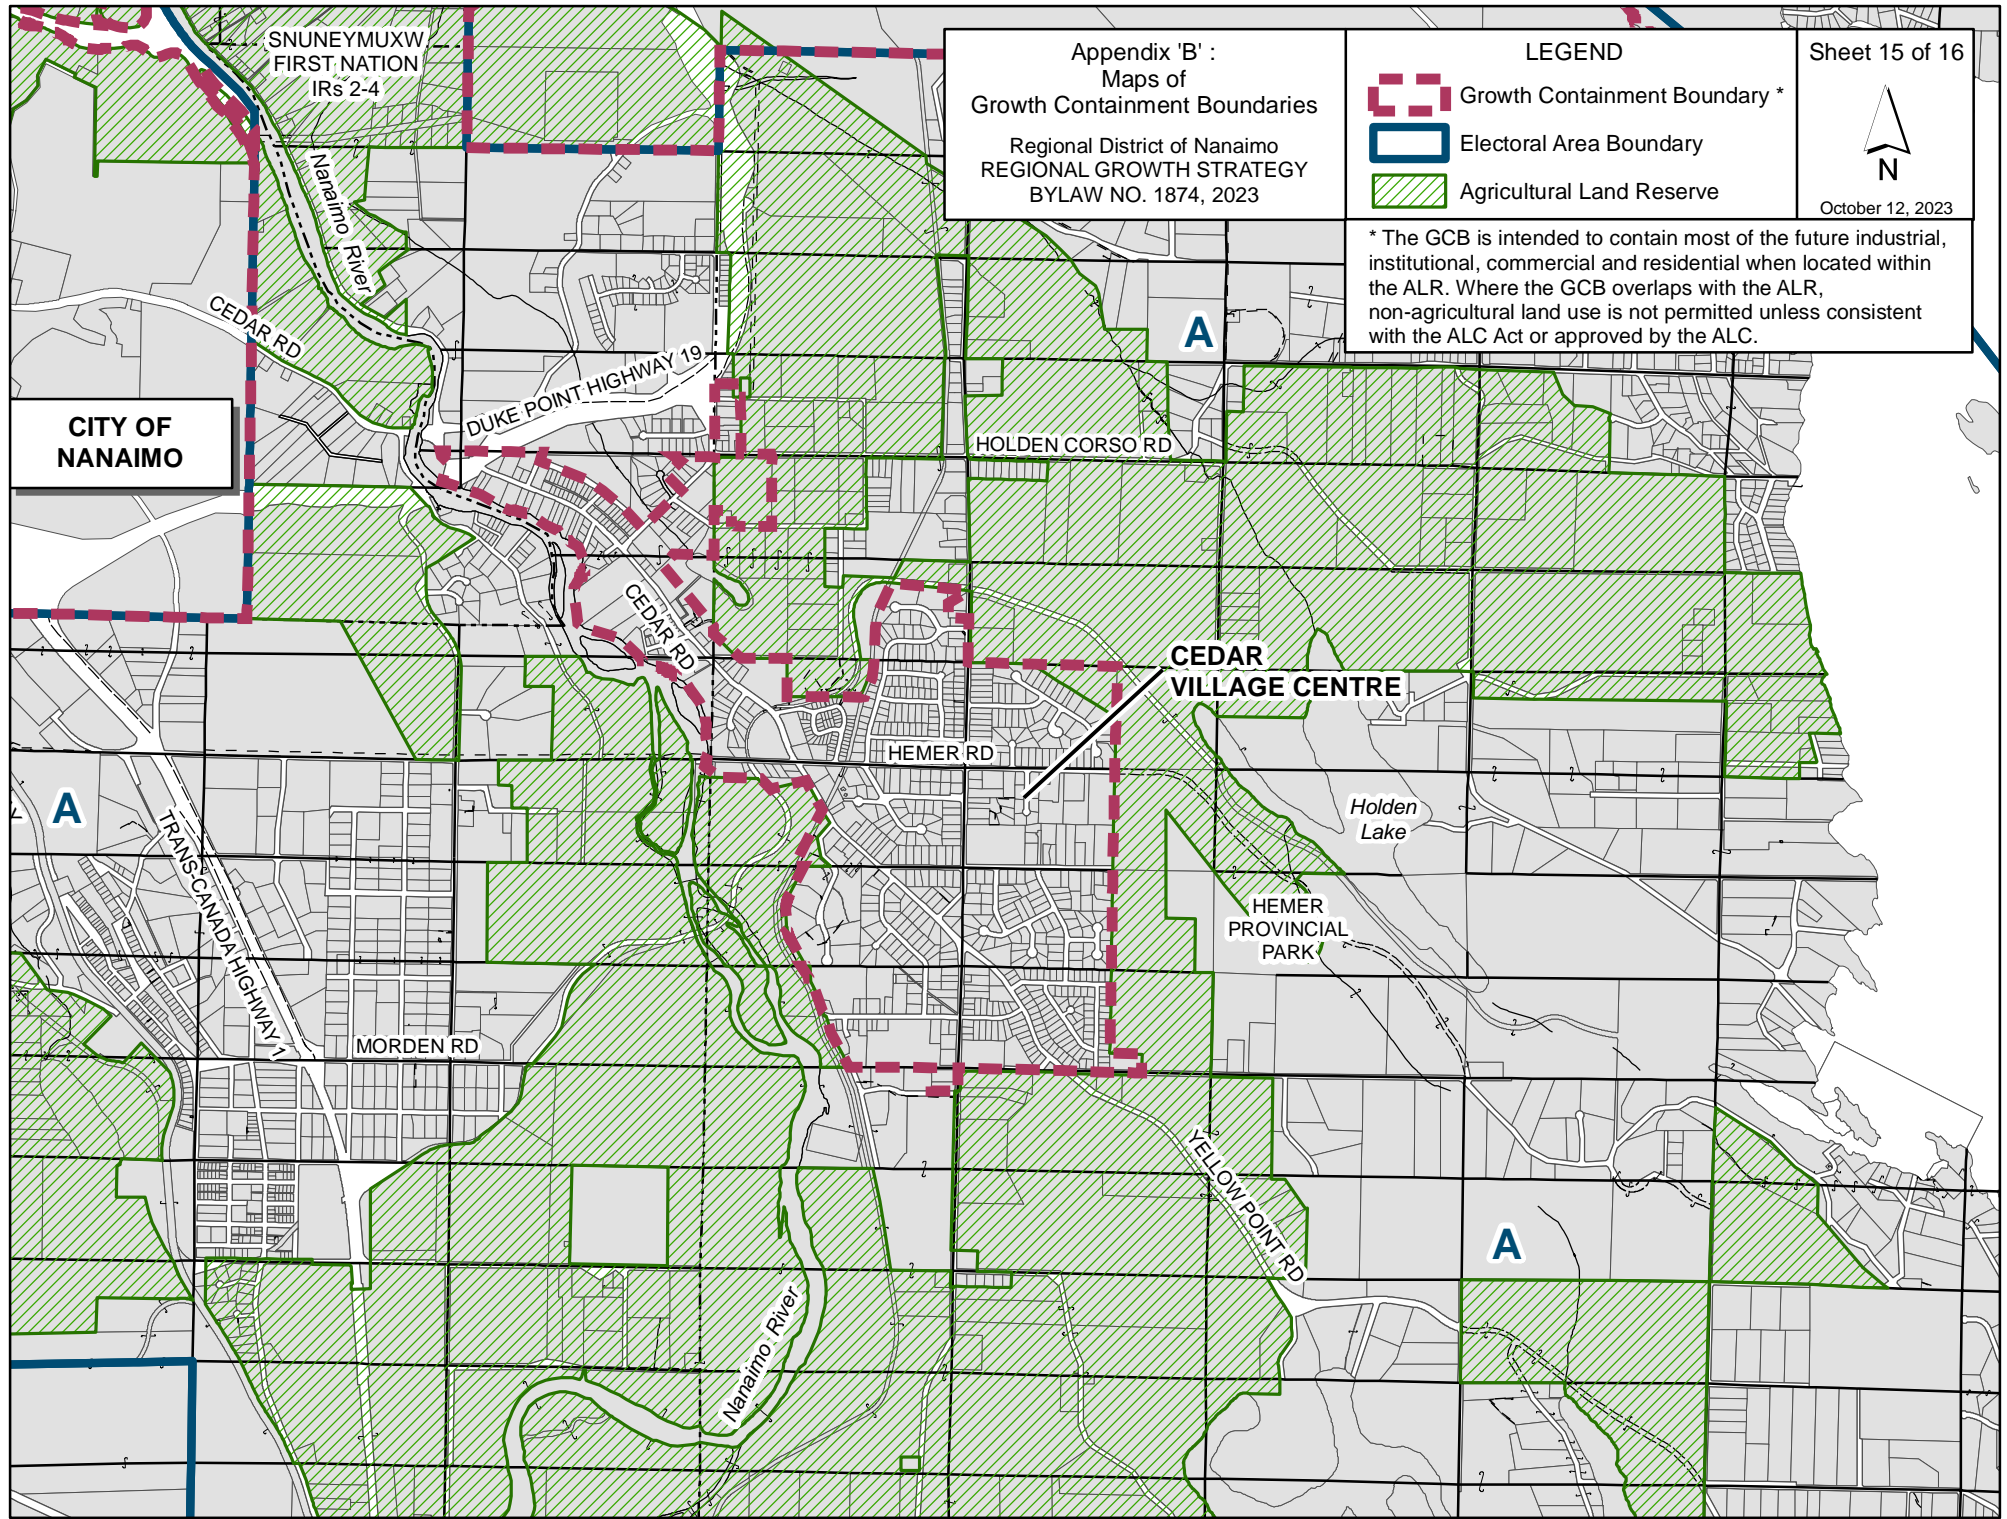 Appendix 'B' :
Maps of
Growth Containment Boundaries
Regional District of Nanaimo
REGIONAL GROWTH STRATEGY
BYLAW NO. 1874, 2023
LEGEND
Growth Containment Boundary *
Electoral Area Boundary
Agricultural Land Reserve
Sheet 15 of 16
N
October 12, 2023
* The GCB is intended to contain most of the future industrial,
institutional, commercial and residential when located within
the ALR. Where the GCB overlaps with the ALR,
non-agricultural land use is not permitted unless consistent
with the ALC Act or approved by the ALC.
SNUNEYMUXW
FIRST NATION
IRs 2-4
Nanaimo River
CEDAR RD
DUKE POINT HIGHWAY 19
A
CITY OF
NANAIMO
HOLDEN CORSO RD
CEDAR RD
CEDAR
VILLAGE CENTRE
HEMER RD
A
Holden
Lake
TRANS-CANADA HIGHWAY 1
HEMER
PROVINCIAL
PARK
MORDEN RD
YELLOW POINT RD
A
Nanaimo River